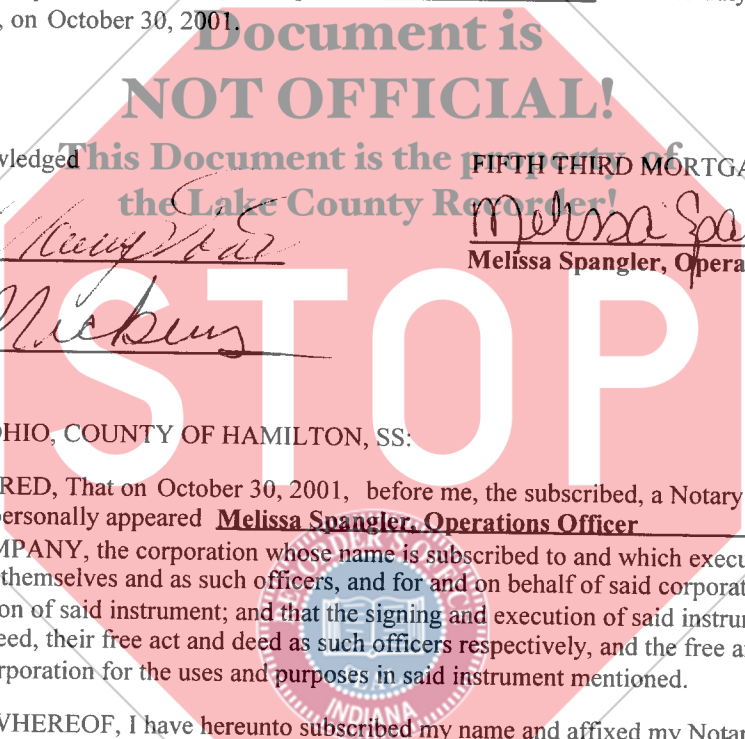 , on October 30, 2001.
Document is
NOT OFFICIAL!
wledged
This Document is the property of
the Lake County Recorder!
FIFTH THIRD MORTGA
Melissa Spa
Melissa Spangler, Opera
STOP
OHIO, COUNTY OF HAMILTON, SS:
RED, That on October 30, 2001, before me, the subscribed, a Notary
personally appeared Melissa Spangler, Operations Officer
MPANY, the corporation whose name is subscribed to and which execu
themselves and as such officers, and for and on behalf of said corporat
on of said instrument; and that the signing and execution of said instrum
eed, their free act and deed as such officers respectively, and the free a
rporation for the uses and purposes in said instrument mentioned.
INDIANA
WHEREOF, I have hereunto subscribed my name and affixed my Notar